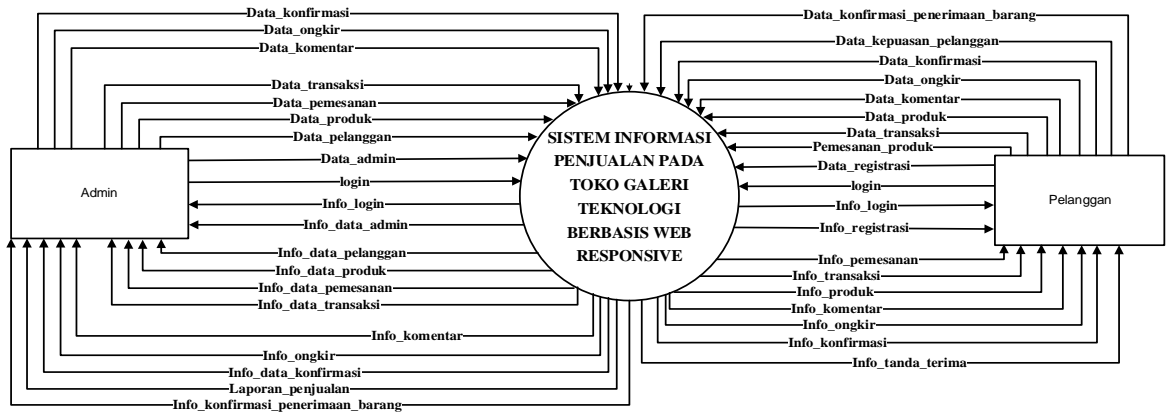 Data_konfirmasi
Data_ongkir
Data_komentar
Data_transaksi
Data_pemesanan
Data_produk
Data_pelanggan
Data_admin
login
Info_login
Info_data_admin
Info_data_pelanggan
Info_data_produk
Info_data_pemesanan
Info_data_transaksi
Info_komentar
Info_ongkir
Info_data_konfirmasi
Laporan_penjualan
Info_konfirmasi_penerimaan_barang
Admin
SISTEM INFORMASI
PENJUALAN PADA
TOKO GALERI
TEKNOLOGI
BERBASIS WEB
RESPONSIVE
Data_konfirmasi_penerimaan_barang
Data_kepuasan_pelanggan
Data_konfirmasi
Data_ongkir
Data_komentar
Data_produk
Data_transaksi
Pemesanan_produk
Data_registrasi
login
Info_login
Info_registrasi
Info_pemesanan
Info_transaksi
Info_produk
Info_komentar
Info_ongkir
Info_konfirmasi
Info_tanda_terima
Pelanggan